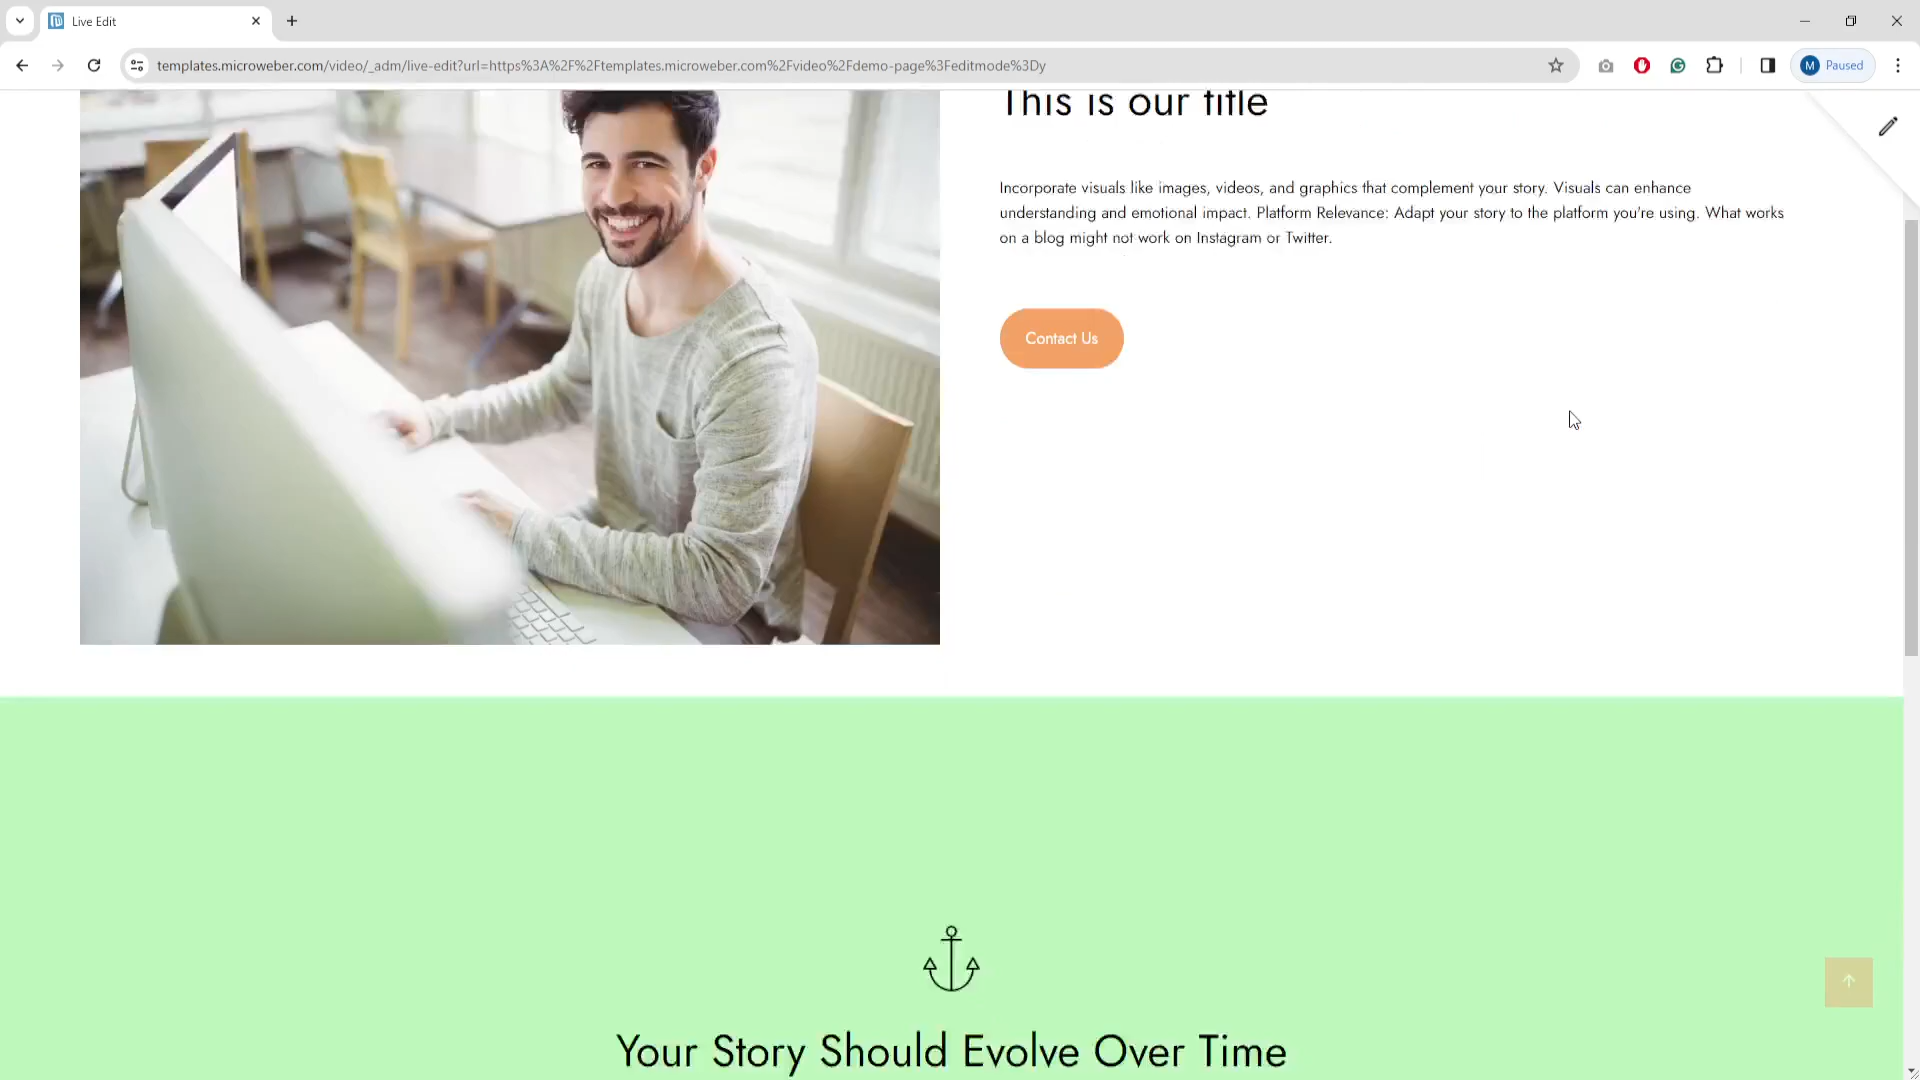 Live Edit
templates.microweber.com/video/_adm/live-edit?url=https%3A%2F%2Ftemplates.microweber.com%2Fvideo%2Fdemo-page%3Feditmode%3Dy
M Paused
This is our title
Incorporate visuals like images, videos, and graphics that complement your story. Visuals can enhance
understanding and emotional impact. Platform Relevance: Adapt your story to the platform you're using. What works
on a blog might not work on Instagram or Twitter.
Contact Us
Your Story Should Evolve Over Time